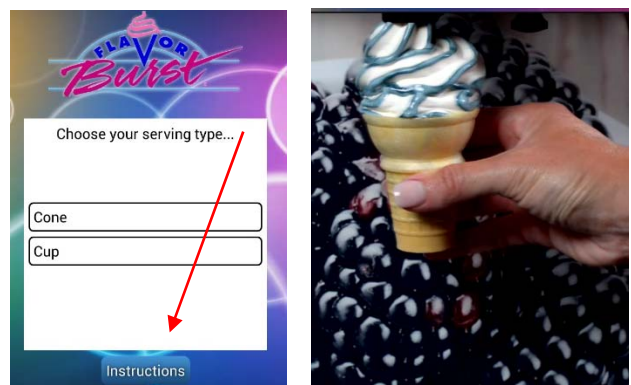 FLAVOR
Burst
Choose your serving type...
Cone
Cup
Instructions